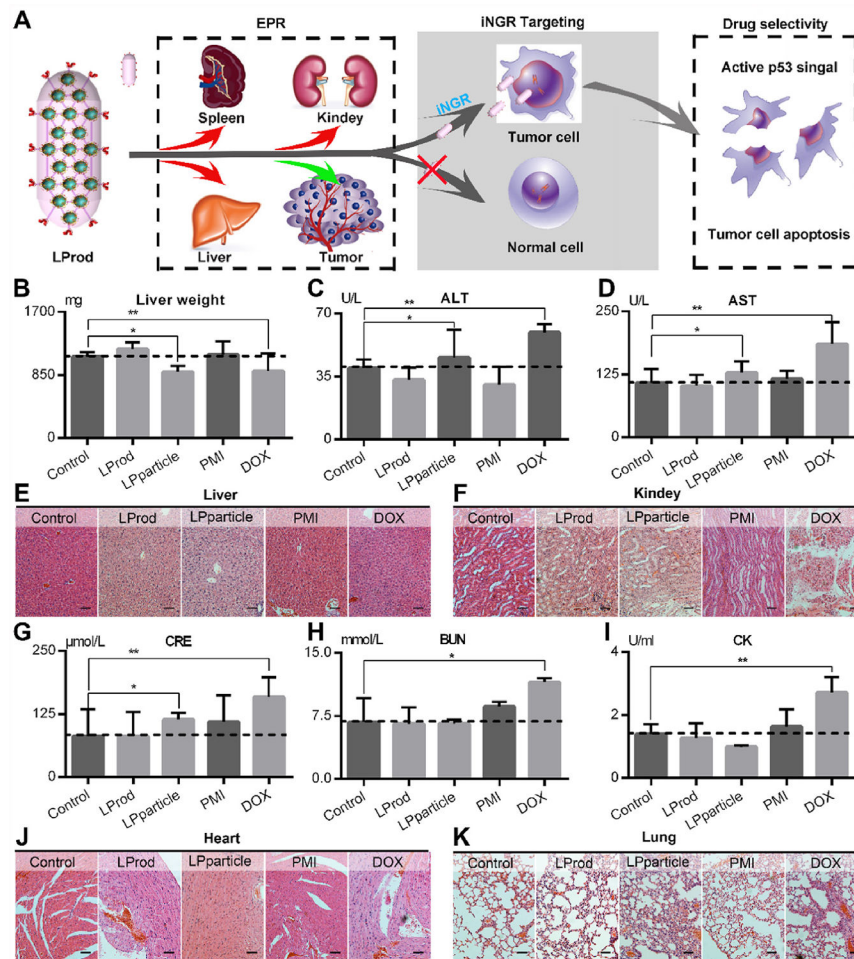 A
EPR
iNGR Targeting
Drug selectivity
Spleen
Kindey
iNGR
Tumor cell
Active p53 singal
LProd
Liver
Tumor
Normal cell
Tumor cell apoptosis
B
mg
Liver weight
1700
850
0
**
*
Control
LProd
LPparticle
PMI
DOX
C
U/L
ALT
70
35
0
**
*
Control
LProd
LPparticle
PMI
DOX
D
U/L
AST
250
125
0
**
*
Control
LProd
LPparticle
PMI
DOX
E
Liver
Control LProd LPparticle PMI DOX
F
Kindey
Control LProd LPparticle PMI DOX
G
µmol/L
CRE
250
125
0
**
*
Control
LProd
LPparticle
PMI
DOX
H
mmol/L
BUN
15.0
7.5
0.0
*
Control
LProd
LPparticle
PMI
DOX
I
U/ml
CK
4
2
0
**
Control
LProd
LPparticle
PMI
DOX
J
Heart
Control LProd LPparticle PMI DOX
K
Lung
Control LProd LPparticle PMI DOX